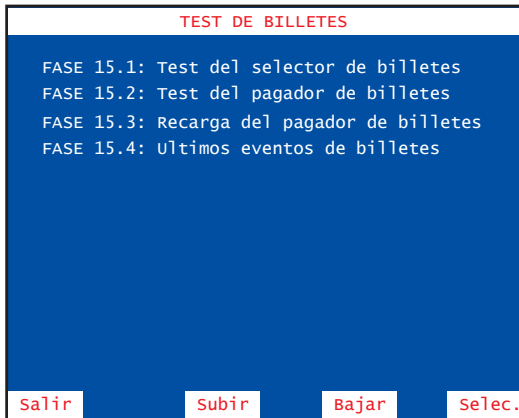 TEST DE BILLETES
FASE 15.1: Test del selector de billetes
FASE 15.2: Test del pagador de billetes
FASE 15.3: Recarga del pagador de billetes
FASE 15.4: Ultimos eventos de billetes
Salir Subir Bajar Selec.